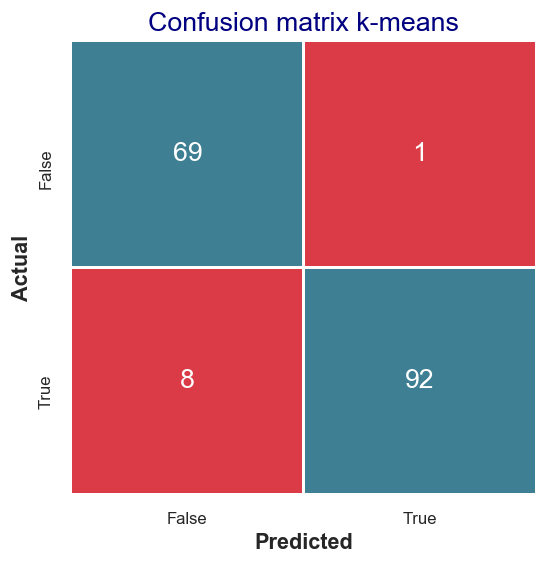 Confusion matrix k-means
False
69
1
Actual
True
8
92
False
True
Predicted